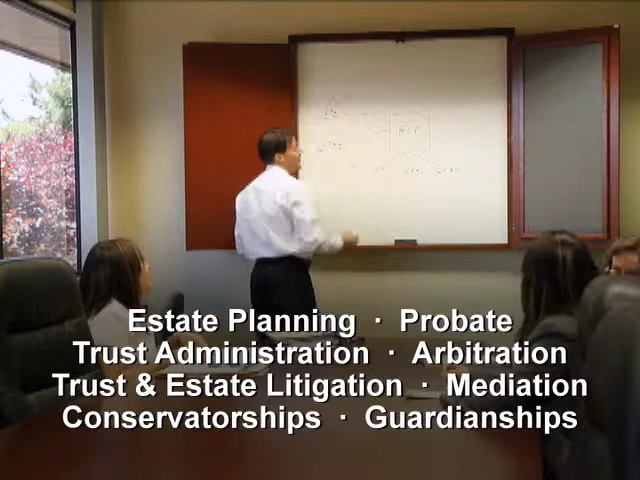 Estate Planning · Probate
Trust Administration · Arbitration
Trust & Estate Litigation · Mediation
Conservatorships · Guardianships